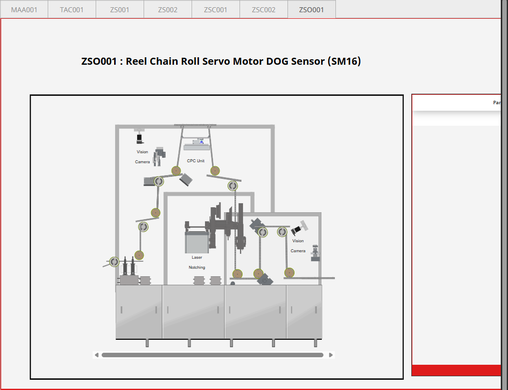 MAA001 TAC001 ZS001 ZS002 ZSC001 ZSC002 ZSO001
ZSO001 : Reel Chain Roll Servo Motor DOG Sensor (SM16)
Par
Vision
Camera
CPC Unit
Vision
Camera
Laser
Notching